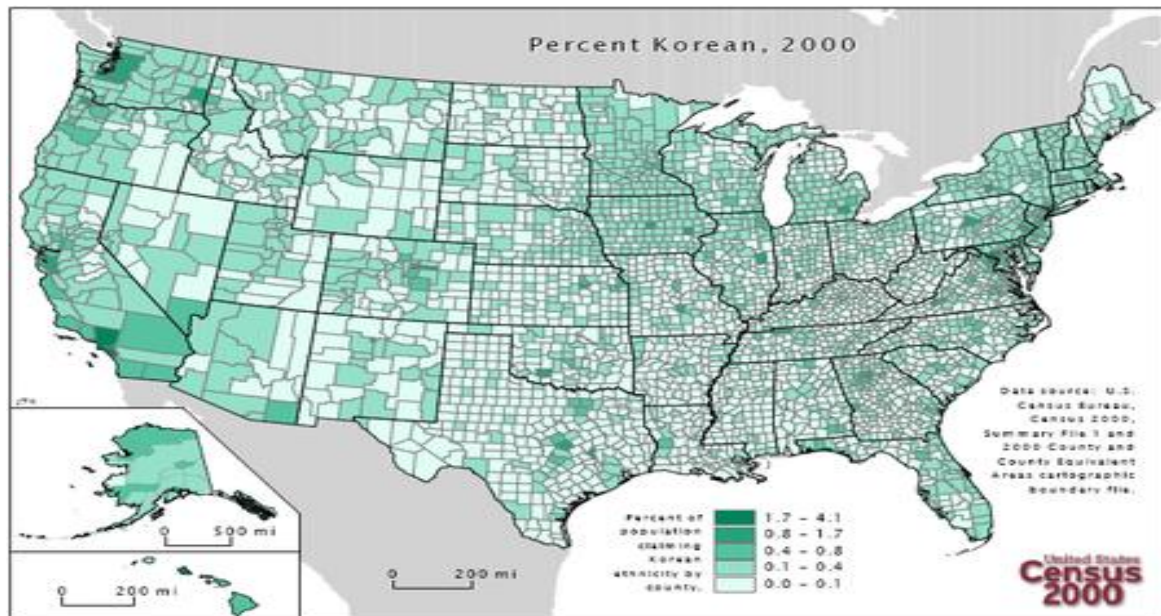 Percent Korean, 2000
Data source: U.S.
Census Bureau,
Census 2000,
Summary File 1 and
2000 County and
County Equivalent
Areas cartographic
boundary file.
0 500 mi
0 200 mi
0 200 mi
Percent of
population
claiming
Korean
ethnicity by
county.
1.7 – 4.1
0.8 – 1.7
0.4 – 0.8
0.1 – 0.4
0.0 – 0.1
United States
Census
2000